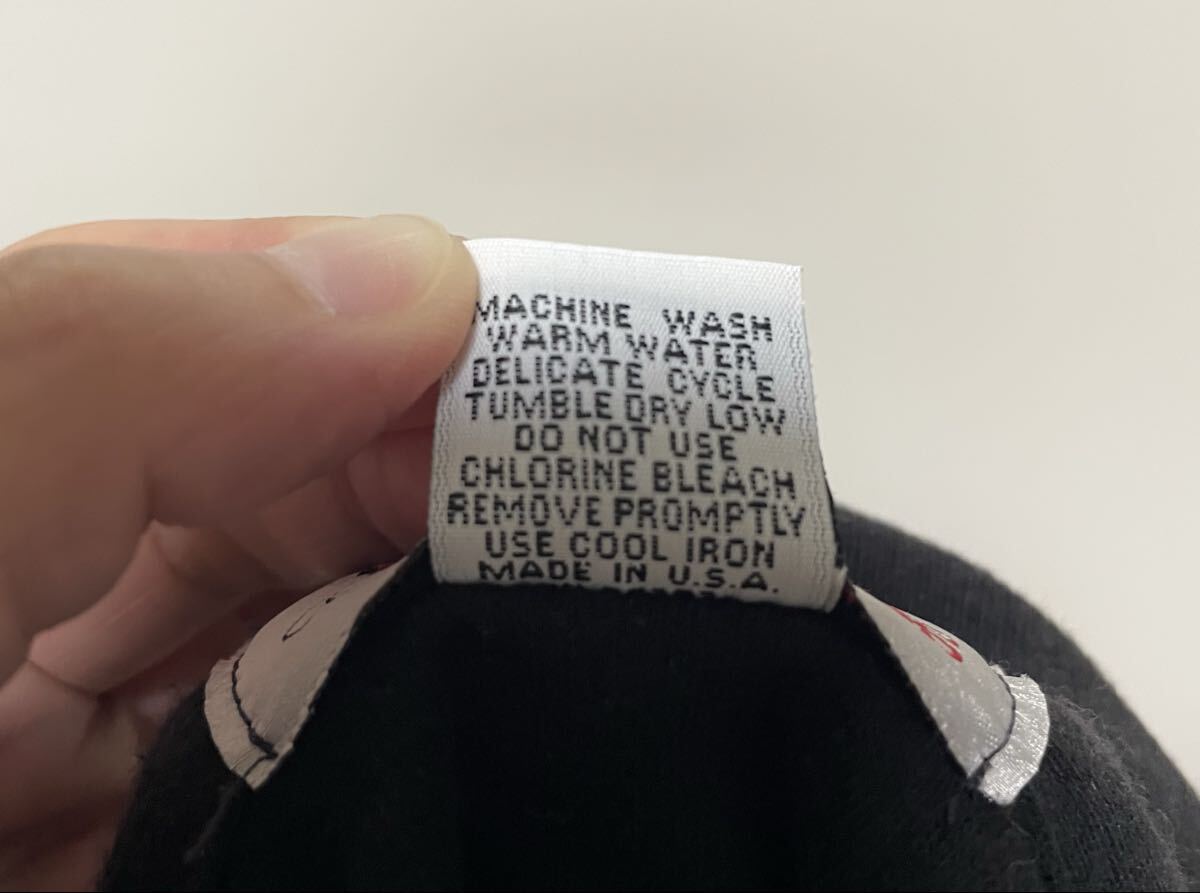 MACHINE WASH
WARM WATER
DELICATE CYCLE
TUMBLE DRY LOW
DO NOT USE
CHLORINE BLEACH
REMOVE PROMPTLY
USE COOL IRON
MADE IN U.S.A.